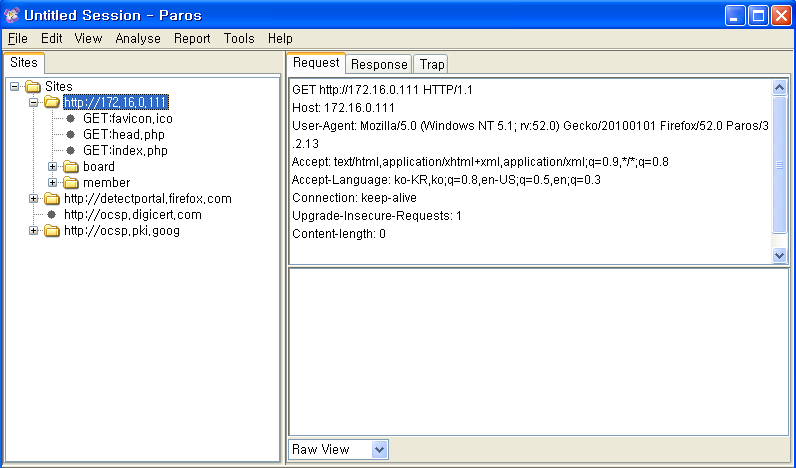 Untitled Session - Paros
File Edit View Analyse Report Tools Help
Sites
Sites
http://172.16.0.111
GET:favicon.ico
GET:head.php
GET:index.php
board
member
http://detectportal.firefox.com
http://ocsp.digicert.com
http://ocsp.pki.goog
Request Response Trap
GET http://172.16.0.111 HTTP/1.1
Host: 172.16.0.111
User-Agent: Mozilla/5.0 (Windows NT 5.1; rv:52.0) Gecko/20100101 Firefox/52.0 Paros/3
.2.13
Accept: text/html,application/xhtml+xml,application/xml;q=0.9,*/*;q=0.8
Accept-Language: ko-KR,ko;q=0.8,en-US;q=0.5,en;q=0.3
Connection: keep-alive
Upgrade-Insecure-Requests: 1
Content-length: 0
Raw View